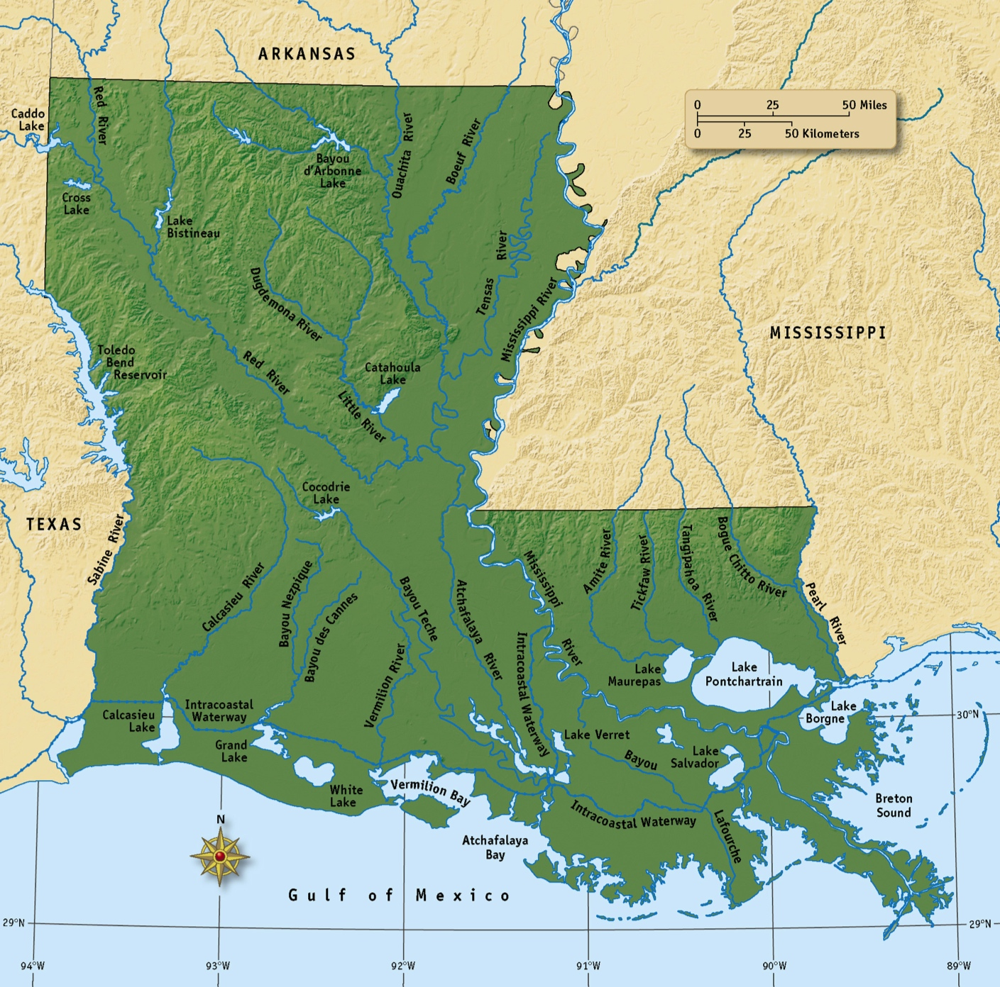 ARKANSAS
Red River
Caddo
Lake
0 25 50 Miles
0 25 50 Kilometers
Ouachita River
Boeuf River
Bayou
d'Arbonne
Lake
Cross
Lake
Lake
Bistineau
Tensas River
Dugdemona River
Mississippi River
MISSISSIPPI
Toledo
Bend
Reservoir
Red River
Catahoula
Lake
Little River
Cocodrie
Lake
TEXAS
Sabine River
Calcasieu River
Bayou Nezpique
Bayou des Cannes
Bayou Teche
Atchafalaya River
Mississippi River
Amite River
Tickfaw River
Tangipahoa River
Bogue Chitto River
Pearl River
Vermilion River
Intracoastal Waterway
Lake
Maurepas
Lake
Pontchartrain
Calcasieu
Lake
Intracoastal
Waterway
Lake
Borgne
30°N
Grand
Lake
Lake Verret
Bayou Lafourche
Lake
Salvador
White
Lake
Vermilion Bay
Intracoastal Waterway
Breton
Sound
N
Atchafalaya
Bay
Gulf of Mexico
29°N
29°N
94°W 93°W 92°W 91°W 90°W 89°W